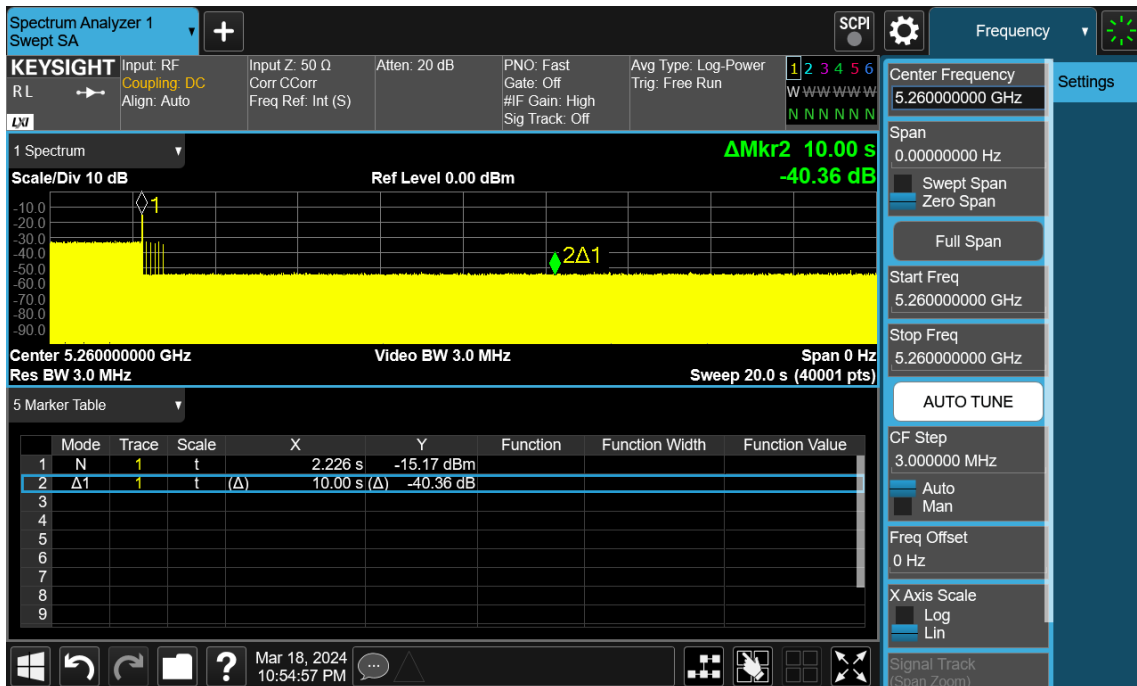 Spectrum Analyzer 1
Swept SA
+
SCPI
Frequency
KEYSIGHT
RL
LXI
Input: RF
Coupling: DC
Align: Auto
Input Z: 50 Ω
Corr CCorr
Freq Ref: Int (S)
Atten: 20 dB
PNO: Fast
Gate: Off
#IF Gain: High
Sig Track: Off
Avg Type: Log-Power
Trig: Free Run
1 2 3 4 5 6
W W W W W W
N N N N N N
1 Spectrum
ΔMkr2 10.00 s
-40.36 dB
Scale/Div 10 dB
Ref Level 0.00 dBm
1
2Δ1
-10.0
-20.0
-30.0
-40.0
-50.0
-60.0
-70.0
-80.0
-90.0
Center 5.260000000 GHz
Video BW 3.0 MHz
Span 0 Hz
Res BW 3.0 MHz
Sweep 20.0 s (40001 pts)
5 Marker Table
Mode Trace Scale X Y Function Function Width Function Value
1 N 1 t 2.226 s -15.17 dBm
2 Δ1 1 t (Δ) 10.00 s (Δ) -40.36 dB
3
4
5
6
7
8
9
Mar 18, 2024
10:54:57 PM
?
Center Frequency
5.260000000 GHz
Settings
Span
0.00000000 Hz
Swept Span
Zero Span
Full Span
Start Freq
5.260000000 GHz
Stop Freq
5.260000000 GHz
AUTO TUNE
CF Step
3.000000 MHz
Auto
Man
Freq Offset
0 Hz
X Axis Scale
Log
Lin
Signal Track
(Span Zoom)